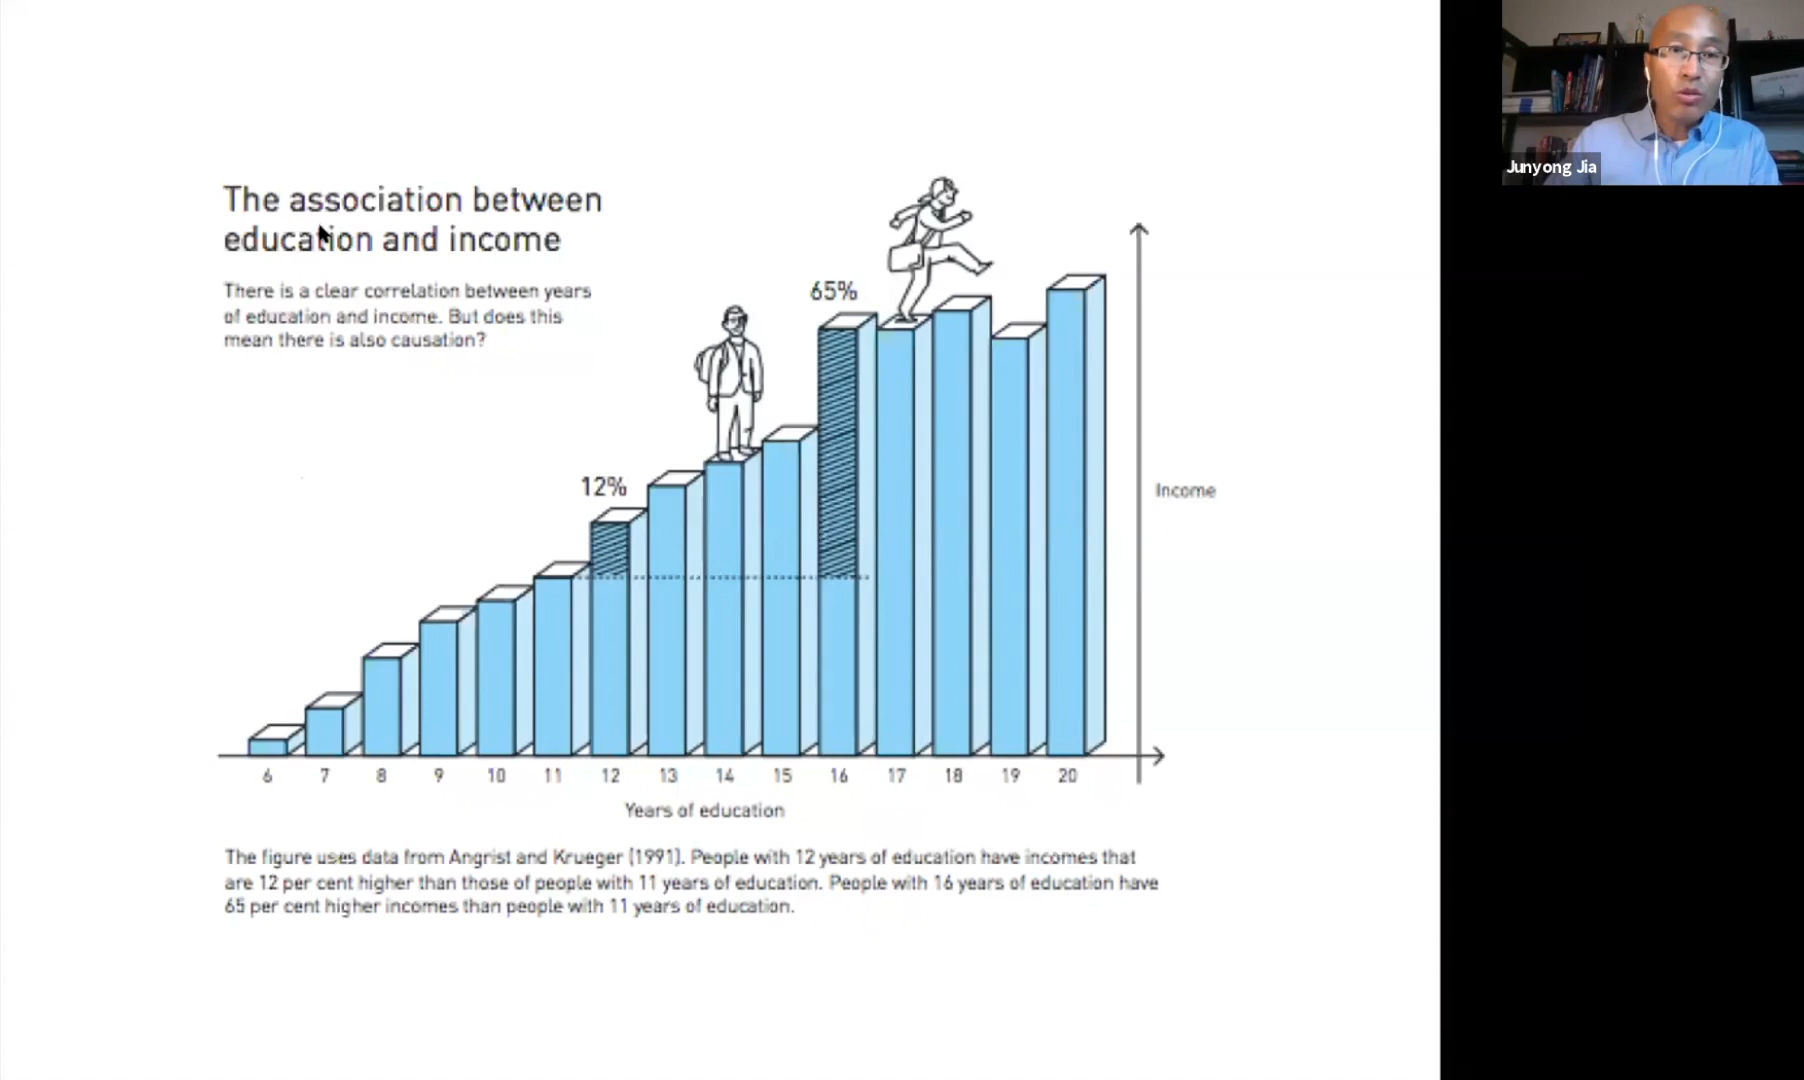 Junyong Jia
The association between
education and income
There is a clear correlation between years
of education and income. But does this
mean there is also causation?
65%
12%
Income
6 7 8 9 10 11 12 13 14 15 16 17 18 19 20
Years of education
The figure uses data from Angrist and Krueger (1991). People with 12 years of education have incomes that
are 12 per cent higher than those of people with 11 years of education. People with 16 years of education have
65 per cent higher incomes than people with 11 years of education.